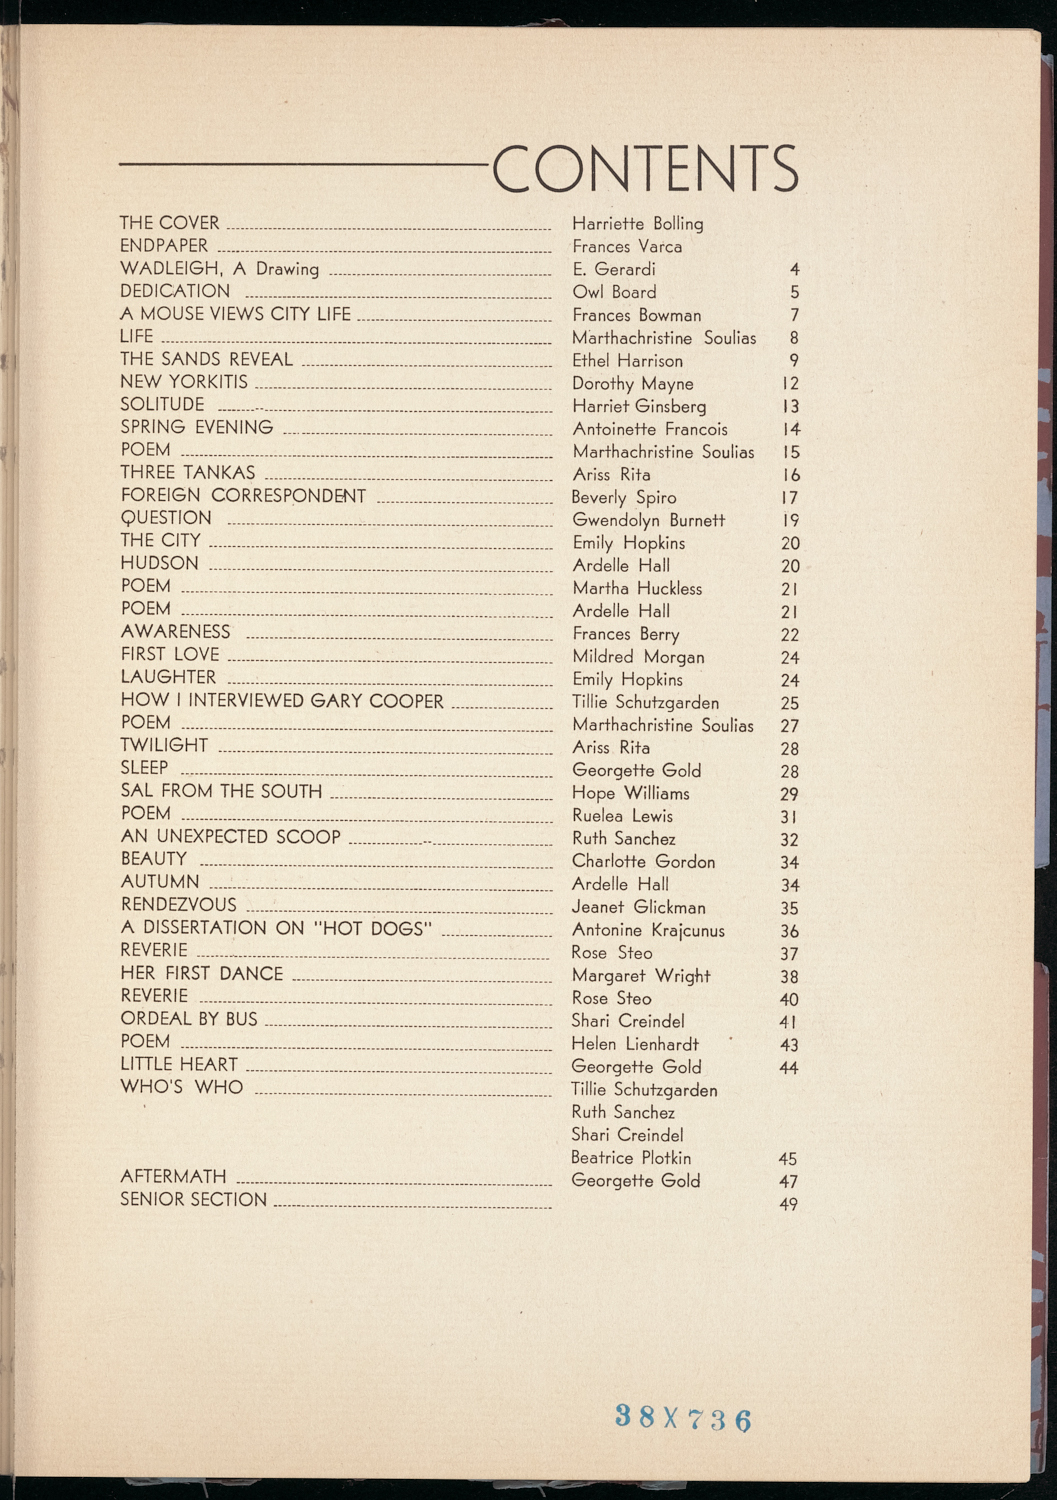 CONTENTS
THE COVER Harriette Bolling
ENDPAPER Frances Varca
WADLEIGH, A Drawing E. Gerardi 4
DEDICATION Owl Board 5
A MOUSE VIEWS CITY LIFE Frances Bowman 7
LIFE Marthachristine Soulias 8
THE SANDS REVEAL Ethel Harrison 9
NEW YORKITIS Dorothy Mayne 12
SOLITUDE Harriet Ginsberg 13
SPRING EVENING Antoinette Francois 14
POEM Marthachristine Soulias 15
THREE TANKAS Ariss Rita 16
FOREIGN CORRESPONDENT Beverly Spiro 17
QUESTION Gwendolyn Burnett 19
THE CITY Emily Hopkins 20
HUDSON Ardelle Hall 20
POEM Martha Huckless 21
POEM Ardelle Hall 21
AWARENESS Frances Berry 22
FIRST LOVE Mildred Morgan 24
LAUGHTER Emily Hopkins 24
HOW I INTERVIEWED GARY COOPER Tillie Schutzgarden 25
POEM Marthachristine Soulias 27
TWILIGHT Ariss Rita 28
SLEEP Georgette Gold 28
SAL FROM THE SOUTH Hope Williams 29
POEM Ruelea Lewis 31
AN UNEXPECTED SCOOP Ruth Sanchez 32
BEAUTY Charlotte Gordon 34
AUTUMN Ardelle Hall 34
RENDEZVOUS Jeanet Glickman 35
A DISSERTATION ON "HOT DOGS" Antonine Krajcunus 36
REVERIE Rose Steo 37
HER FIRST DANCE Margaret Wright 38
REVERIE Rose Steo 40
ORDEAL BY BUS Shari Creindel 41
POEM Helen Lienhardt 43
LITTLE HEART Georgette Gold 44
WHO'S WHO Tillie Schutzgarden
Ruth Sanchez
Shari Creindel
Beatrice Plotkin 45
AFTERMATH Georgette Gold 47
SENIOR SECTION 49
38X736